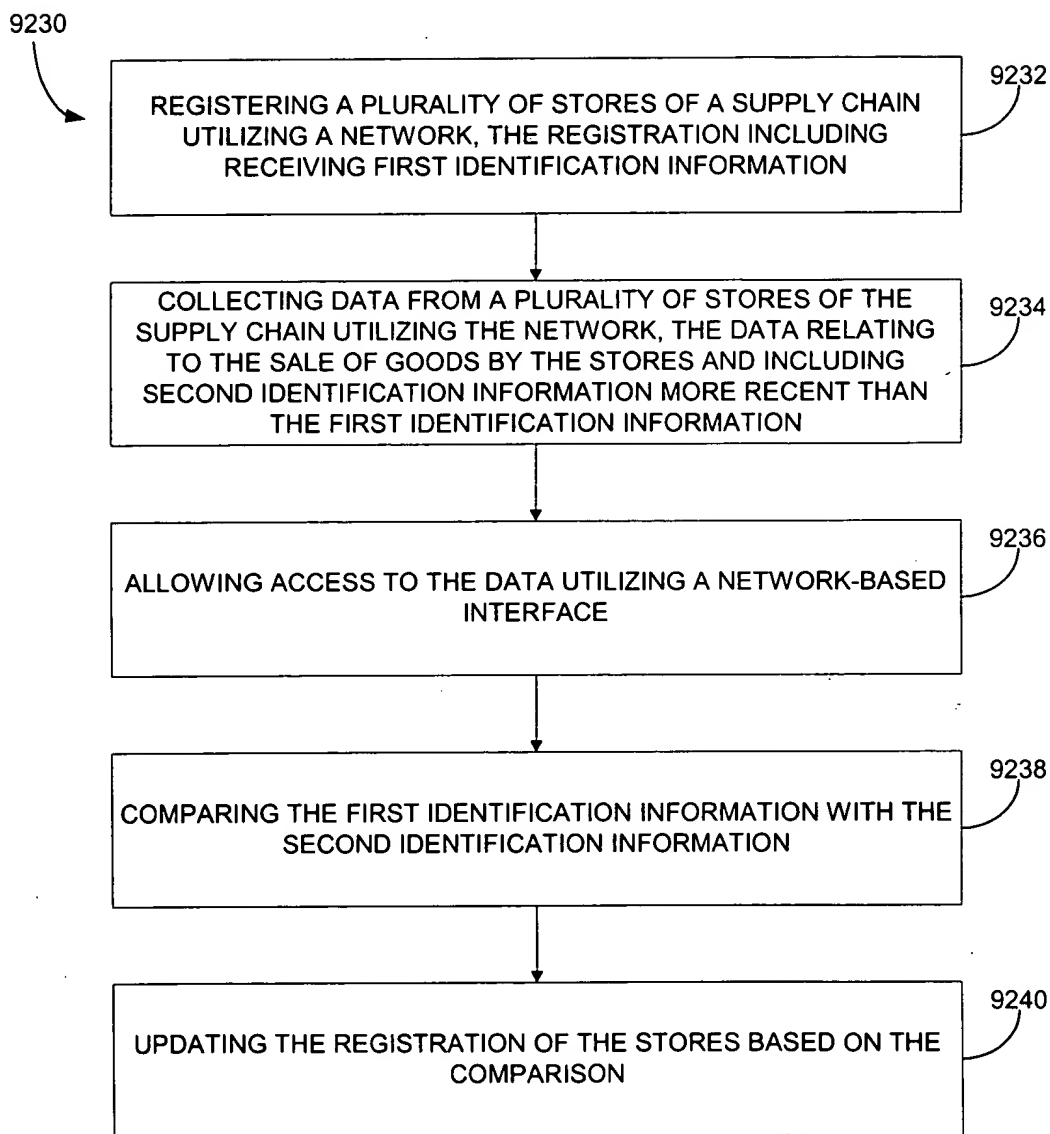 9230
9232
REGISTERING A PLURALITY OF STORES OF A SUPPLY CHAIN
UTILIZING A NETWORK, THE REGISTRATION INCLUDING
RECEIVING FIRST IDENTIFICATION INFORMATION
9234
COLLECTING DATA FROM A PLURALITY OF STORES OF THE
SUPPLY CHAIN UTILIZING THE NETWORK, THE DATA RELATING
TO THE SALE OF GOODS BY THE STORES AND INCLUDING
SECOND IDENTIFICATION INFORMATION MORE RECENT THAN
THE FIRST IDENTIFICATION INFORMATION
9236
ALLOWING ACCESS TO THE DATA UTILIZING A NETWORK-BASED
INTERFACE
9238
COMPARING THE FIRST IDENTIFICATION INFORMATION WITH THE
SECOND IDENTIFICATION INFORMATION
9240
UPDATING THE REGISTRATION OF THE STORES BASED ON THE
COMPARISON